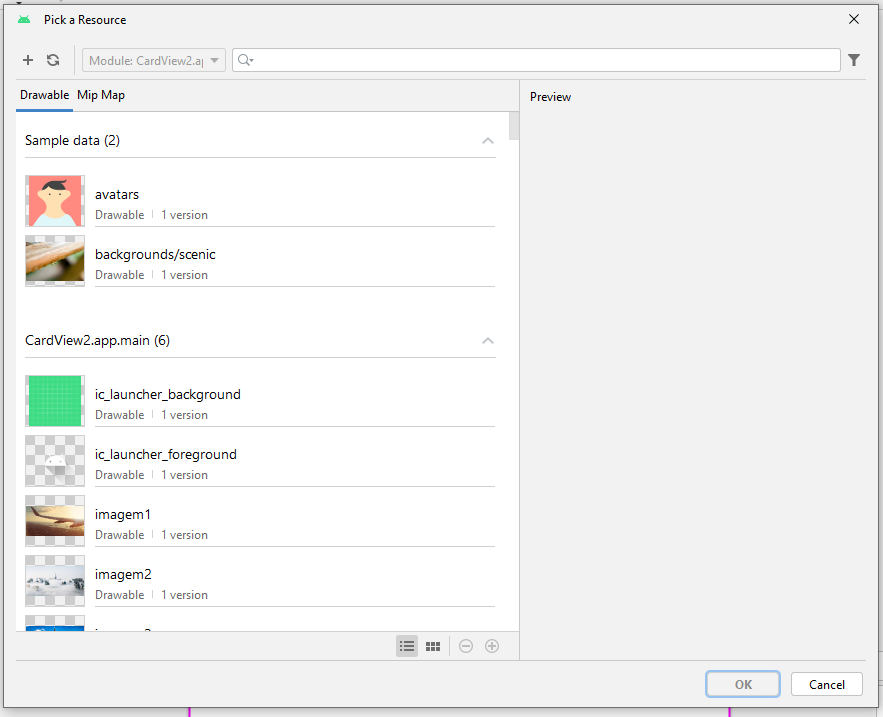 Pick a Resource
Module: CardView2.ap
Drawable Mip Map
Preview
Sample data (2)
avatars
Drawable 1 version
backgrounds/scenic
Drawable 1 version
CardView2.app.main (6)
ic_launcher_background
Drawable 1 version
ic_launcher_foreground
Drawable 1 version
imagem1
Drawable 1 version
imagem2
Drawable 1 version
OK Cancel